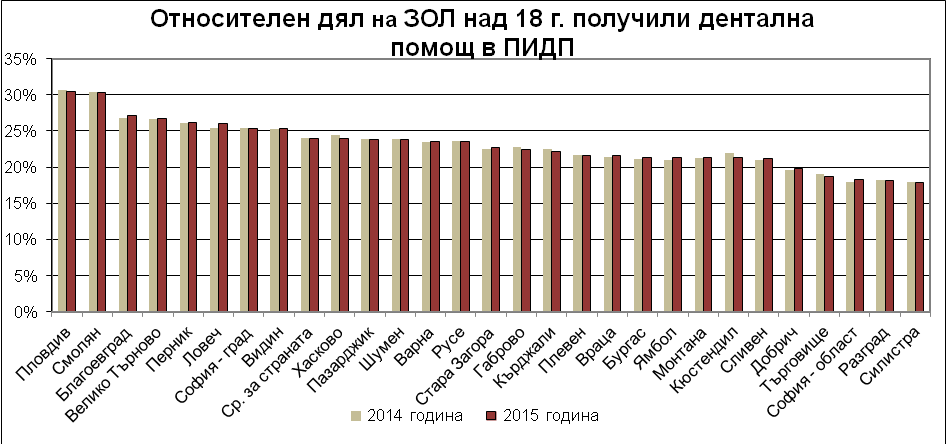 Относителен дял на ЗОЛ над 18 г. получили дентална
помощ в ПИДП
35%
30%
25%
20%
15%
10%
5%
0%
Пловдив
Смолян
Благоевград
Велико Търново
Перник
Ловеч
София - град
Видин
Ср. за страната
Хасково
Пазарджик
Шумен
Варна
Русе
Стара Загора
Габрово
Кърджали
Плевен
Враца
Бургас
Ямбол
Монтана
Кюстендил
Сливен
Добрич
Търговище
София - област
Разград
Силистра
2014 година
2015 година